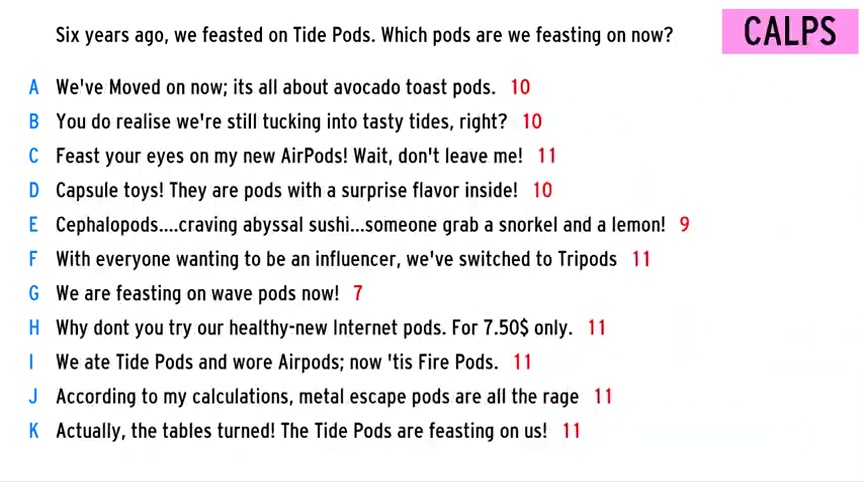 Six years ago, we feasted on Tide Pods. Which pods are we feasting on now?
CALPS
A We've Moved on now; its all about avocado toast pods. 10
B You do realise we're still tucking into tasty tides, right? 10
C Feast your eyes on my new AirPods! Wait, don't leave me! 11
D Capsule toys! They are pods with a surprise flavor inside! 10
E Cephalopods....craving abyssal sushi...someone grab a snorkel and a lemon! 9
F With everyone wanting to be an influencer, we've switched to Tripods 11
G We are feasting on wave pods now! 7
H Why dont you try our healthy-new Internet pods. For 7.50$ only. 11
I We ate Tide Pods and wore Airpods; now 'tis Fire Pods. 11
J According to my calculations, metal escape pods are all the rage 11
K Actually, the tables turned! The Tide Pods are feasting on us! 11